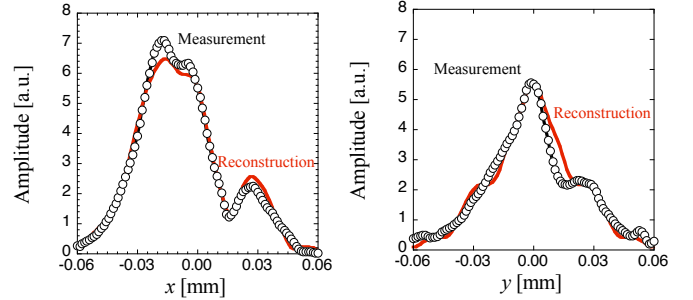 8
7
6
5
4
3
2
1
0
Amplitude [a.u.]
Measurement
Reconstruction
-0.06 -0.03 0.00 0.03 0.06
x [mm]
8
7
6
5
4
3
2
1
0
Amplitude [a.u.]
Measurement
Reconstruction
-0.06 -0.03 0.00 0.03 0.06
y [mm]